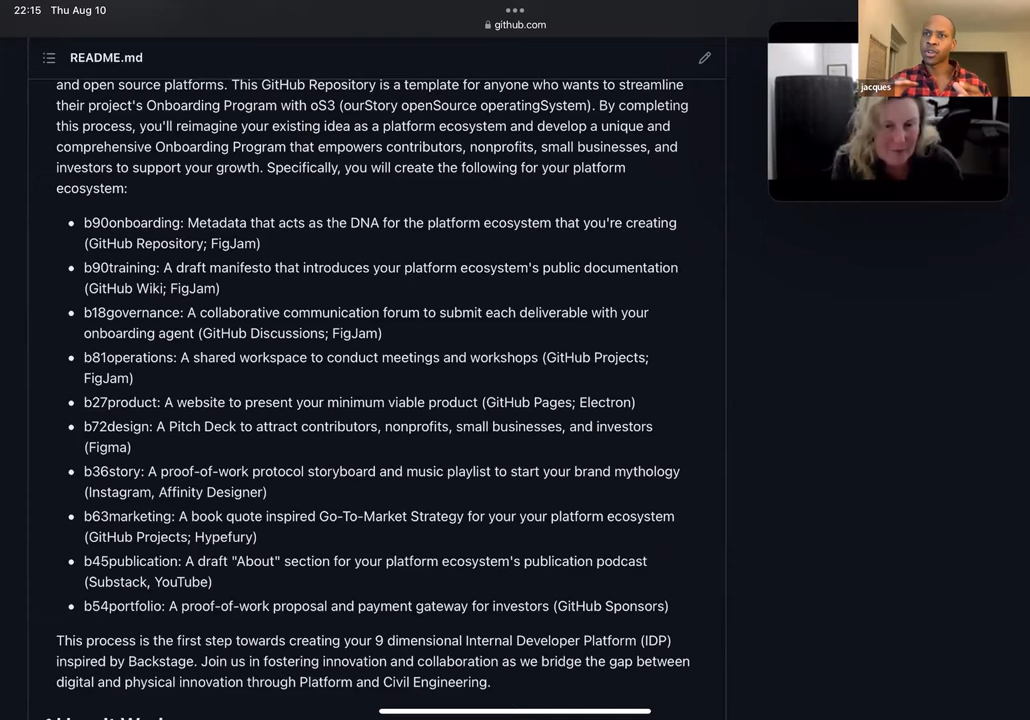 22:15 Thu Aug 10
github.com
README.md
jacques
and open source platforms. This GitHub Repository is a template for anyone who wants to streamline
their project's Onboarding Program with oS3 (ourStory openSource operatingSystem). By completing
this process, you'll reimagine your existing idea as a platform ecosystem and develop a unique and
comprehensive Onboarding Program that empowers contributors, nonprofits, small businesses, and
investors to support your growth. Specifically, you will create the following for your platform
ecosystem:
• b90onboarding: Metadata that acts as the DNA for the platform ecosystem that you're creating
(GitHub Repository; FigJam)
• b90training: A draft manifesto that introduces your platform ecosystem's public documentation
(GitHub Wiki; FigJam)
• b18governance: A collaborative communication forum to submit each deliverable with your
onboarding agent (GitHub Discussions; FigJam)
• b81operations: A shared workspace to conduct meetings and workshops (GitHub Projects;
FigJam)
• b27product: A website to present your minimum viable product (GitHub Pages; Electron)
• b72design: A Pitch Deck to attract contributors, nonprofits, small businesses, and investors
(Figma)
• b36story: A proof-of-work protocol storyboard and music playlist to start your brand mythology
(Instagram, Affinity Designer)
• b63marketing: A book quote inspired Go-To-Market Strategy for your your platform ecosystem
(GitHub Projects; Hypefury)
• b45publication: A draft "About" section for your platform ecosystem's publication podcast
(Substack, YouTube)
• b54portfolio: A proof-of-work proposal and payment gateway for investors (GitHub Sponsors)
This process is the first step towards creating your 9 dimensional Internal Developer Platform (IDP)
inspired by Backstage. Join us in fostering innovation and collaboration as we bridge the gap between
digital and physical innovation through Platform and Civil Engineering.